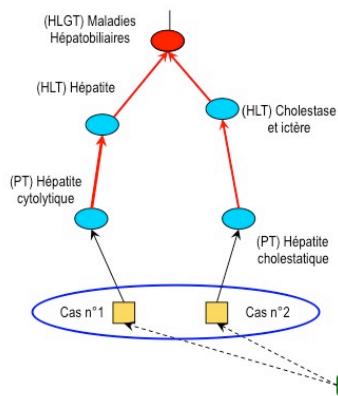 (HLGT) Maladies
Hépatobiliaires
(HLT) Hépatite
(HLT) Cholestase
et ictère
(PT) Hépatite
cytolytique
(PT) Hépatite
cholestatique
Cas n°1
Cas n°2